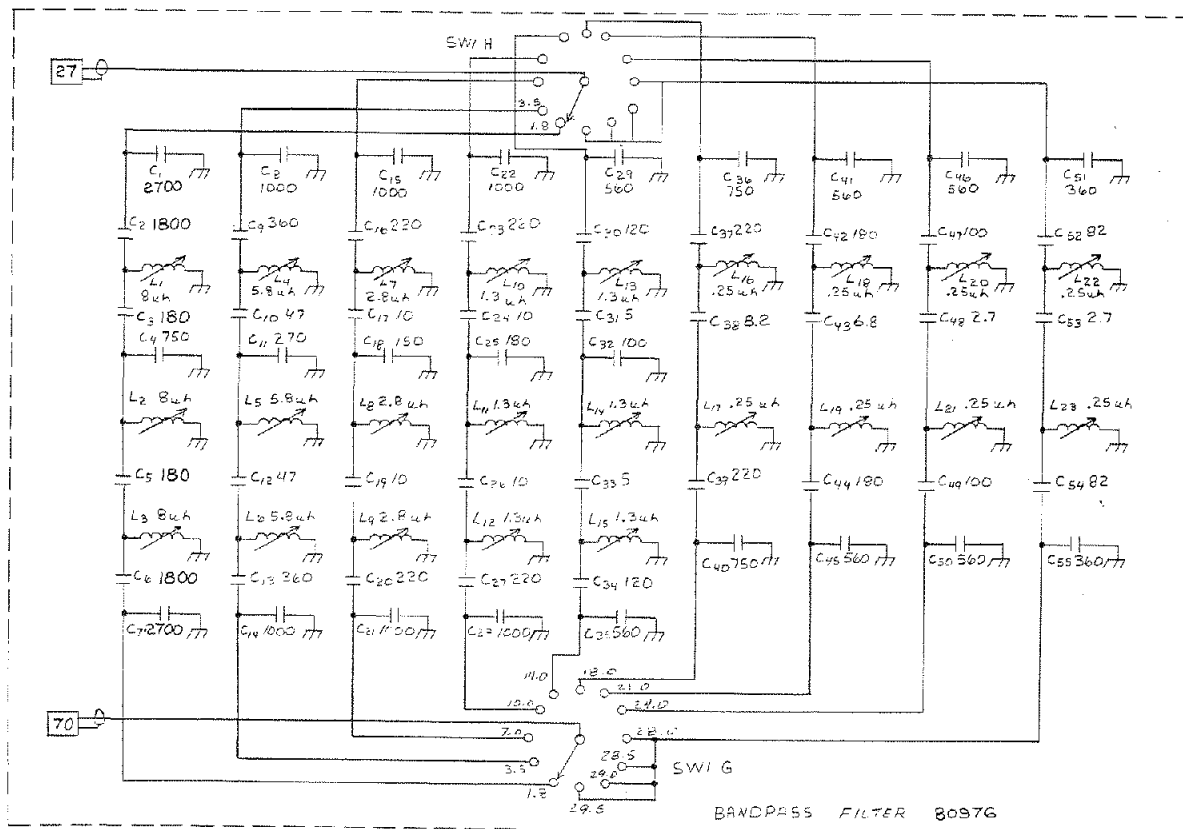 SW1 H
27
3.5
1.8
C1 2700
C8 1000
C15 1000
C22 1000
C29 560
C36 750
C41 560
C46 560
C51 360
C2 1800
C9 360
C16 220
C23 220
C30 120
C37 220
C42 180
C47 100
C52 82
L1 8uh
L4 5.8uh
L7 2.8uh
L10 1.3uh
L13 1.3uh
L16 .25uh
L18 .25uh
L20 .25uh
L22 .25uh
C3 180
C10 47
C17 10
C24 10
C31 5
C38 8.2
C43 6.8
C48 2.7
C53 2.7
C4 750
C11 270
C18 150
C25 180
C32 100
L2 8uh
L5 5.8uh
L8 2.8uh
L11 1.3uh
L14 1.3uh
L17 .25uh
L19 .25uh
L21 .25uh
L23 .25uh
C5 180
C12 47
C19 10
C26 10
C33 5
C39 220
C44 180
C49 100
C54 82
L3 8uh
L6 5.8uh
L9 2.8uh
L12 1.3uh
L15 1.3uh
C40 750
C45 560
C50 560
C55 360
C6 1800
C13 360
C20 220
C27 220
C34 120
C7 2700
C14 1000
C21 1000
C28 1000
C35 560
14.0
18.0
21.0
10.0
24.0
70
7.0
28.0
3.5
28.5
SW1 G
29.0
1.8
29.5
BANDPASS FILTER 80976